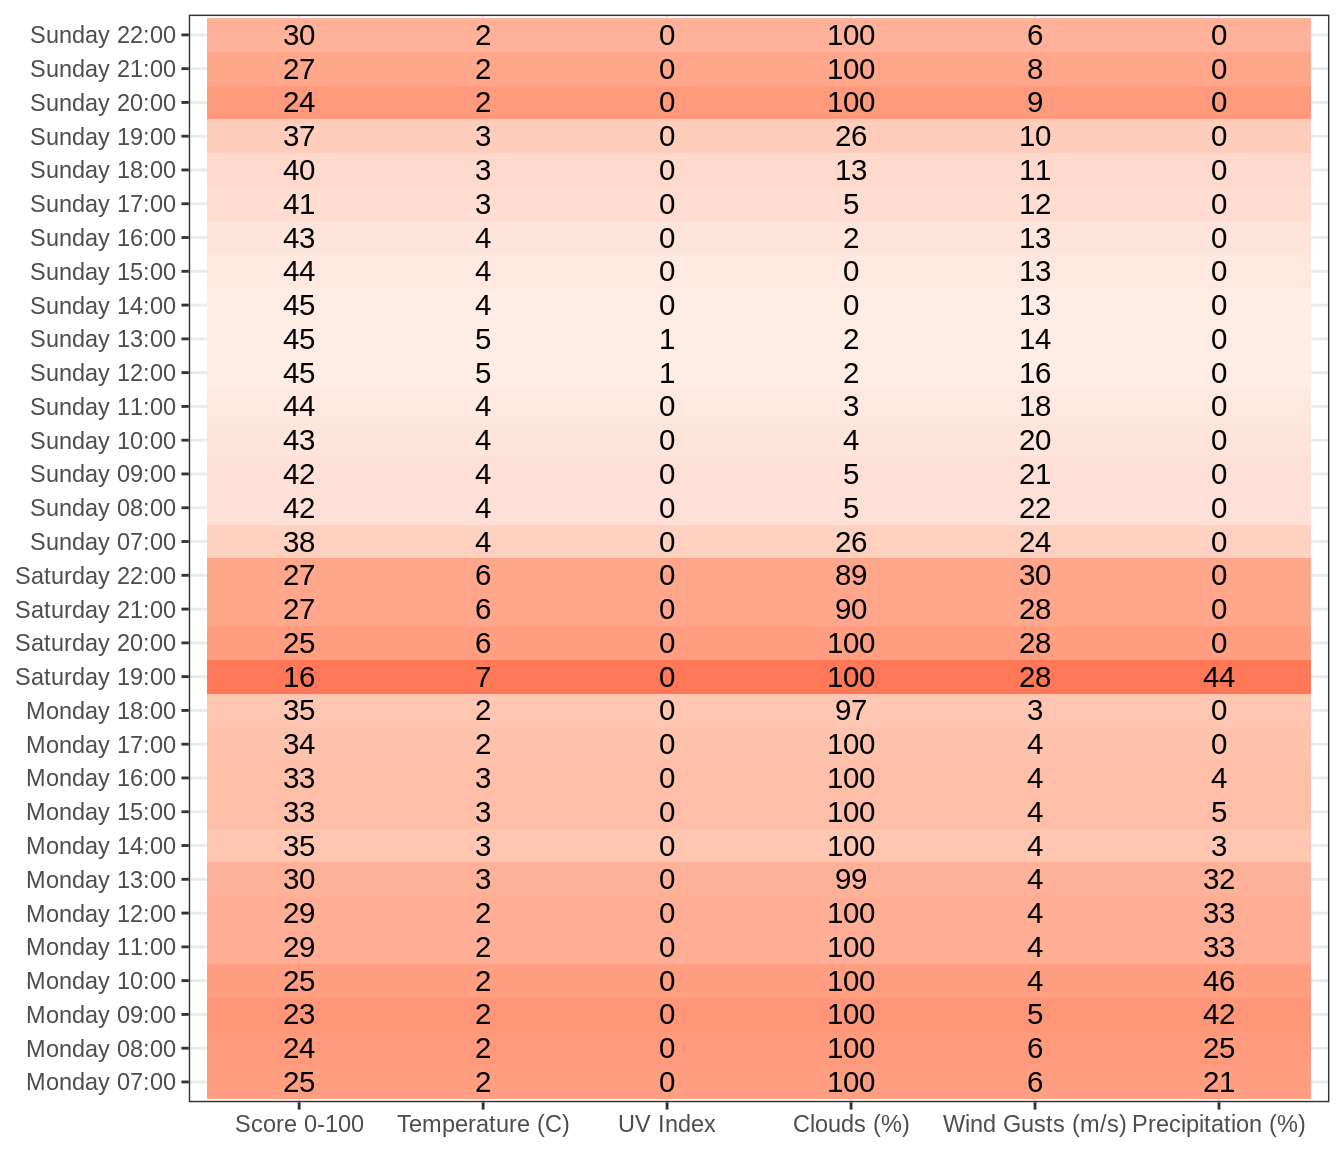 Sunday 22:00 30 2 0 100 6 0
Sunday 21:00 27 2 0 100 8 0
Sunday 20:00 24 2 0 100 9 0
Sunday 19:00 37 3 0 26 10 0
Sunday 18:00 40 3 0 13 11 0
Sunday 17:00 41 3 0 5 12 0
Sunday 16:00 43 4 0 2 13 0
Sunday 15:00 44 4 0 0 13 0
Sunday 14:00 45 4 0 0 13 0
Sunday 13:00 45 5 1 2 14 0
Sunday 12:00 45 5 1 2 16 0
Sunday 11:00 44 4 0 3 18 0
Sunday 10:00 43 4 0 4 20 0
Sunday 09:00 42 4 0 5 21 0
Sunday 08:00 42 4 0 5 22 0
Sunday 07:00 38 4 0 26 24 0
Saturday 22:00 27 6 0 89 30 0
Saturday 21:00 27 6 0 90 28 0
Saturday 20:00 25 6 0 100 28 0
Saturday 19:00 16 7 0 100 28 44
Monday 18:00 35 2 0 97 3 0
Monday 17:00 34 2 0 100 4 0
Monday 16:00 33 3 0 100 4 4
Monday 15:00 33 3 0 100 4 5
Monday 14:00 35 3 0 100 4 3
Monday 13:00 30 3 0 99 4 32
Monday 12:00 29 2 0 100 4 33
Monday 11:00 29 2 0 100 4 33
Monday 10:00 25 2 0 100 4 46
Monday 09:00 23 2 0 100 5 42
Monday 08:00 24 2 0 100 6 25
Monday 07:00 25 2 0 100 6 21
Score 0-100 Temperature (C) UV Index Clouds (%) Wind Gusts (m/s) Precipitation (%)